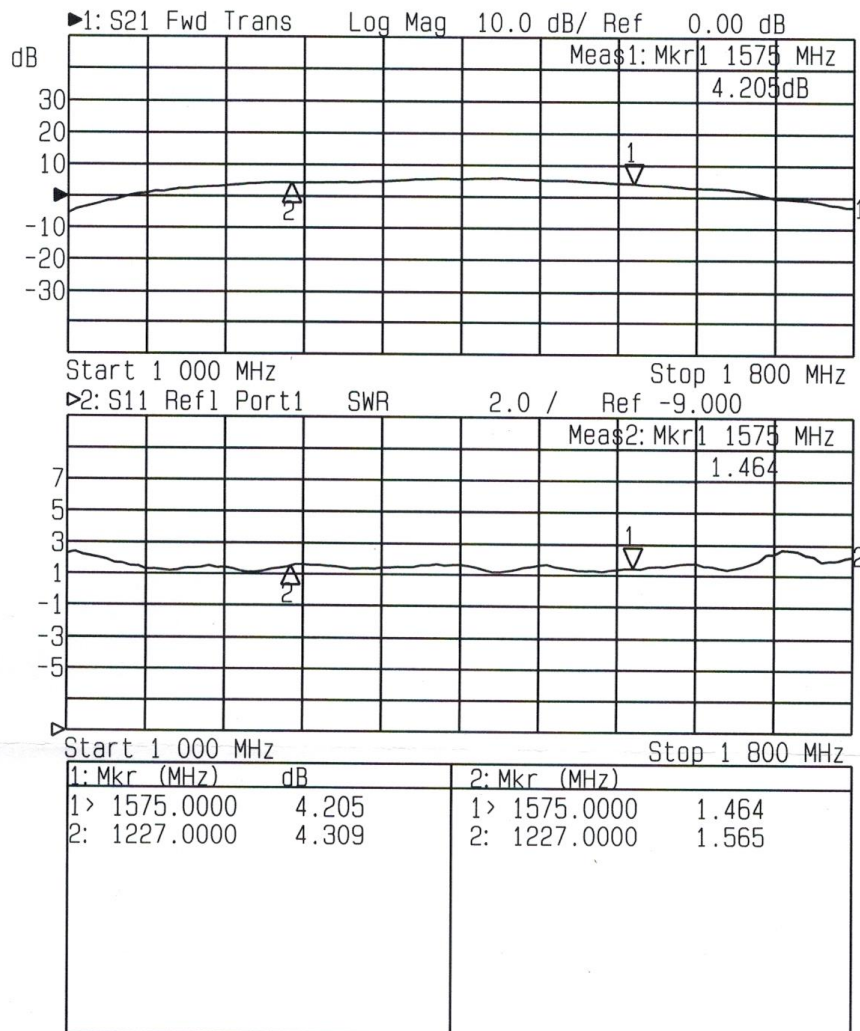 ▶1: S21 Fwd Trans Log Mag 10.0 dB/ Ref 0.00 dB
dB
Meas1: Mkr1 1575 MHz
4.205dB
30
20
10
-10
-20
-30
1
2
1
Start 1 000 MHz Stop 1 800 MHz
▷2: S11 Refl Port1 SWR 2.0 / Ref -9.000
Meas2: Mkr1 1575 MHz
1.464
7
5
3
1
-1
-3
-5
1
2
2
Start 1 000 MHz Stop 1 800 MHz
1: Mkr (MHz) dB
1> 1575.0000 4.205
2: 1227.0000 4.309
2: Mkr (MHz)
1> 1575.0000 1.464
2: 1227.0000 1.565